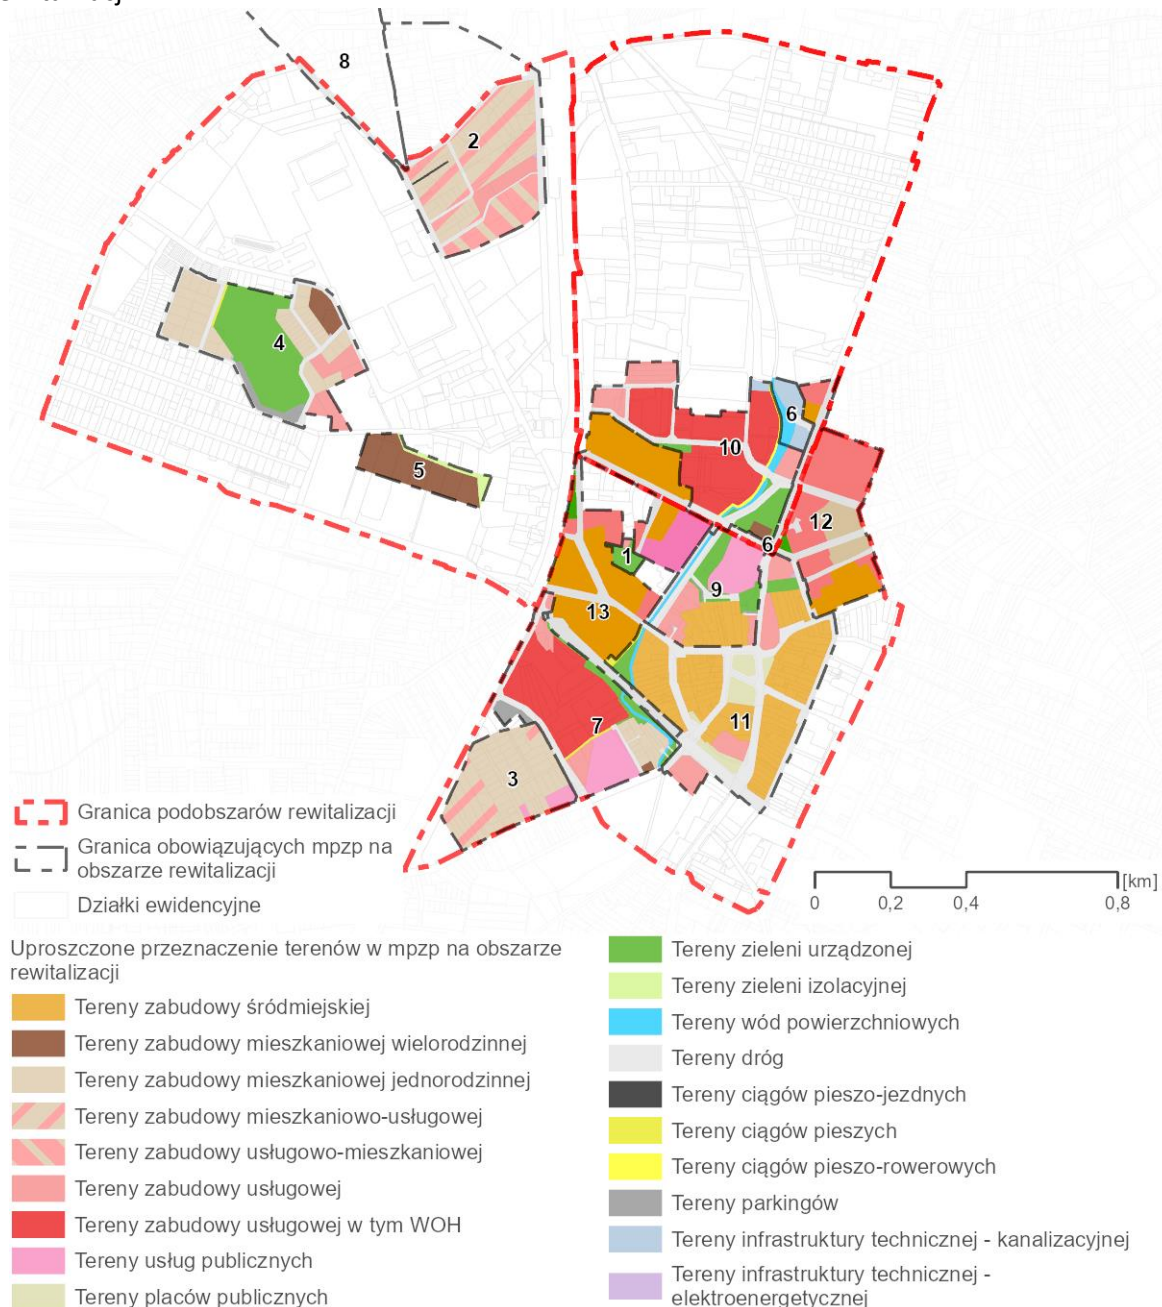 8
2
4
5
6
10
12
1
6
9
13
7
11
3
Granica podobszarów rewitalizacji
Granica obowiązujących mpzp na
obszarze rewitalizacji
Działki ewidencyjne
[km]
0 0,2 0,4 0,8
Uproszczone przeznaczenie terenów w mpzp na obszarze
rewitalizacji
Tereny zabudowy śródmiejskiej
Tereny zabudowy mieszkaniowej wielorodzinnej
Tereny zabudowy mieszkaniowej jednorodzinnej
Tereny zabudowy mieszkaniowo-usługowej
Tereny zabudowy usługowo-mieszkaniowej
Tereny zabudowy usługowej
Tereny zabudowy usługowej w tym WOH
Tereny usług publicznych
Tereny placów publicznych
Tereny zieleni urządzonej
Tereny zieleni izolacyjnej
Tereny wód powierzchniowych
Tereny dróg
Tereny ciągów pieszo-jezdnych
Tereny ciągów pieszych
Tereny ciągów pieszo-rowerowych
Tereny parkingów
Tereny infrastruktury technicznej - kanalizacyjnej
Tereny infrastruktury technicznej -
elektroenergetycznej